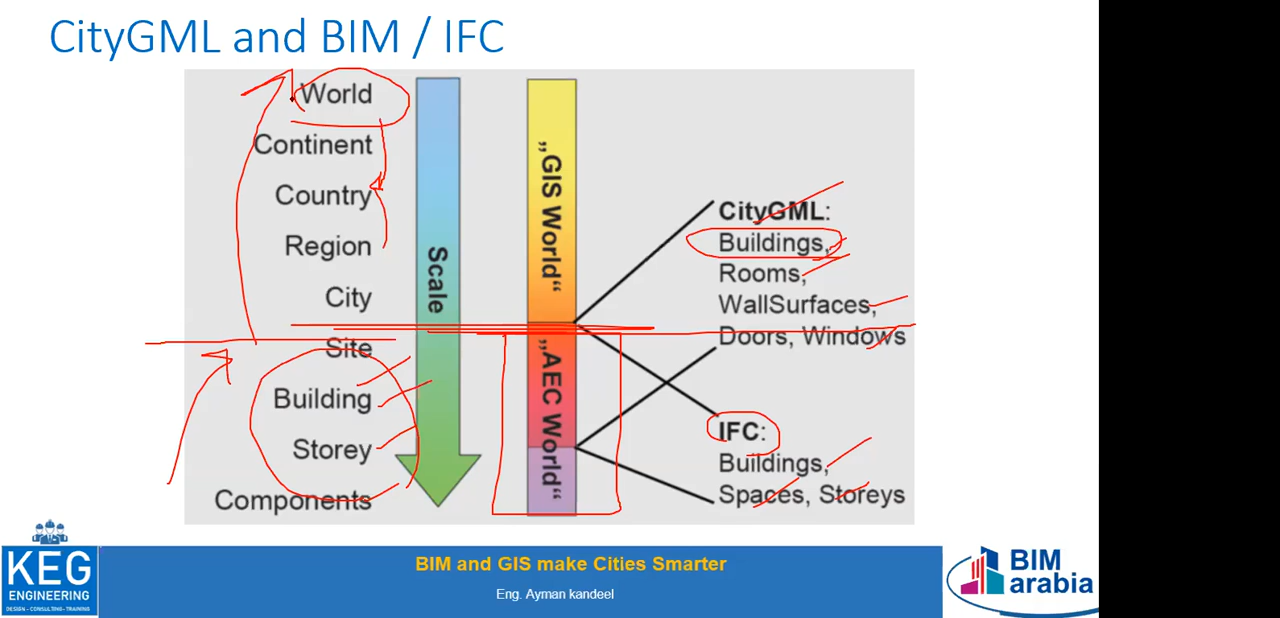 CityGML and BIM / IFC
World
Continent
Country
Region
City
Site
Building
Storey
Components
Scale
„GIS World“
„AEC World“
CityGML:
Buildings,
Rooms,
WallSurfaces,
Doors, Windows
IFC:
Buildings,
Spaces, Storeys
KEG
ENGINEERING
DESIGN - CONSULTING - TRAINING
BIM and GIS make Cities Smarter
Eng. Ayman kandeel
BIM
arabia